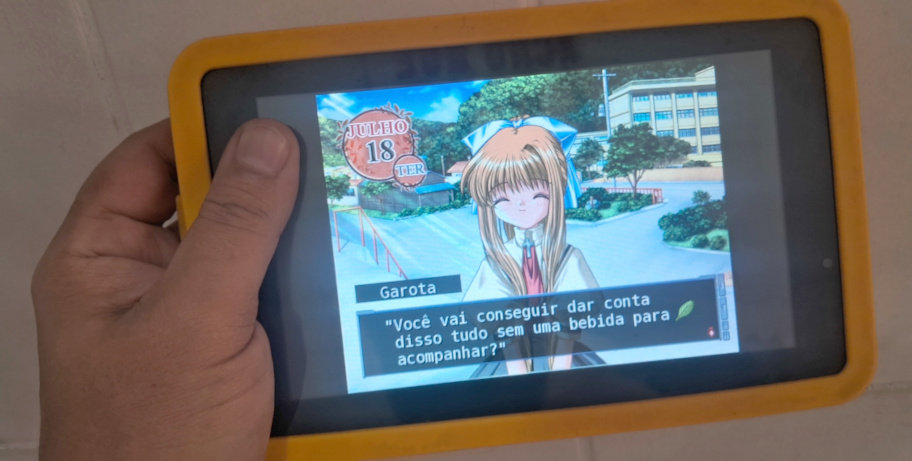 JULHO
18
TER
Garota
"Você vai conseguir dar conta
disso tudo sem uma bebida para
acompanhar?"